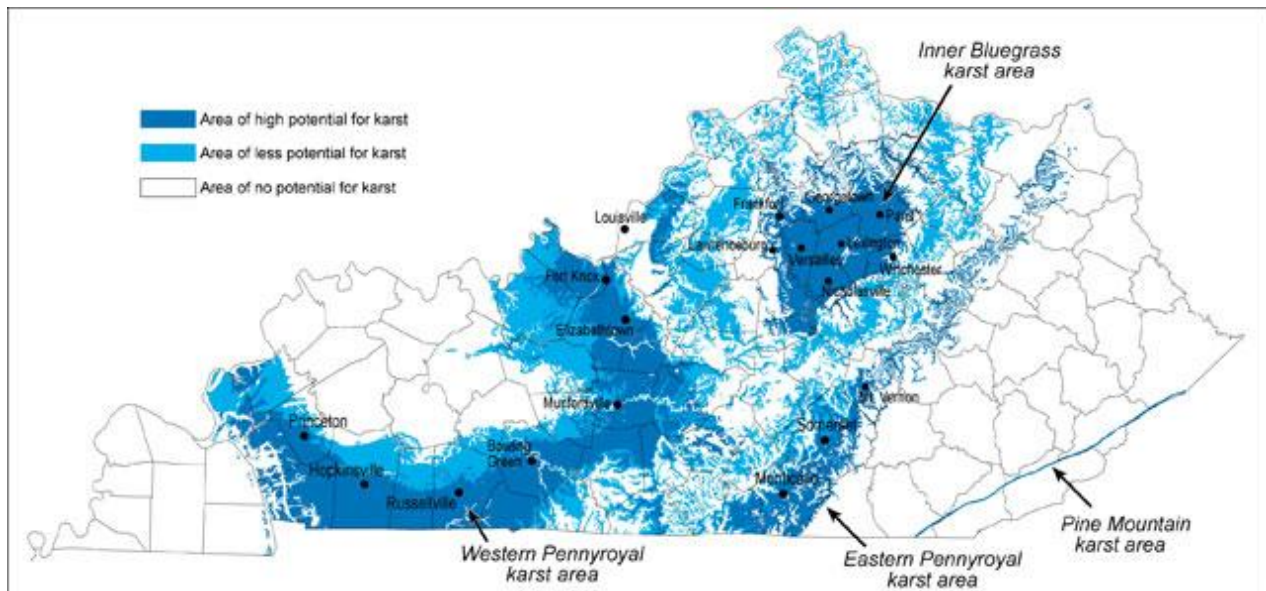 Inner Bluegrass
karst area
Area of high potential for karst
Area of less potential for karst
Area of no potential for karst
Georgetown
Frankfort
Paris
Louisville
Lawrenceburg
Lexington
Versailles
Winchester
Fort Knox
Nicholasville
Elizabethtown
Munfordville
Mt. Vernon
Princeton
Somerset
Bowling
Green
Hopkinsville
Monticello
Russellville
Western Pennyroyal
karst area
Eastern Pennyroyal
karst area
Pine Mountain
karst area